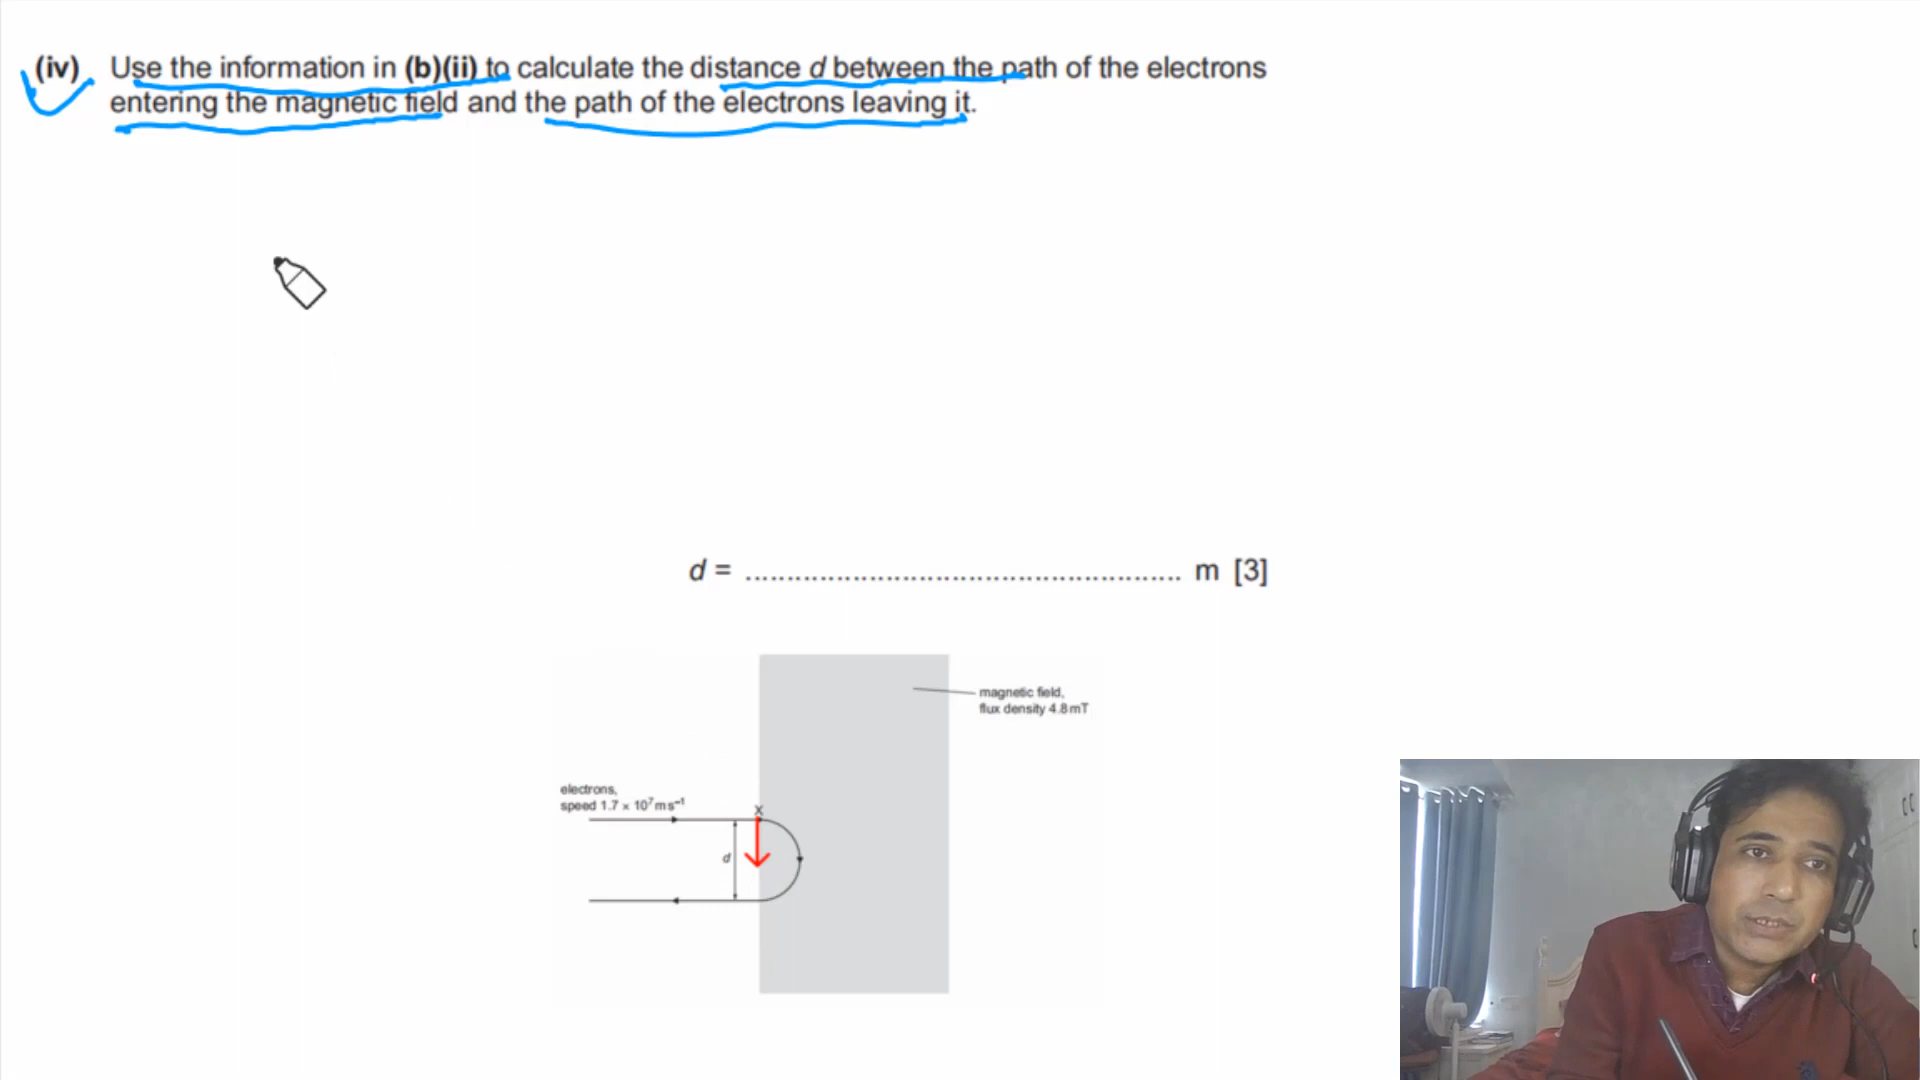 (iv) Use the information in (b)(ii) to calculate the distance d between the path of the electrons
entering the magnetic field and the path of the electrons leaving it.
d = .................................................... m [3]
magnetic field,
flux density 4.8 mT
electrons,
speed 1.7 × 10⁷ m s⁻¹
X
d